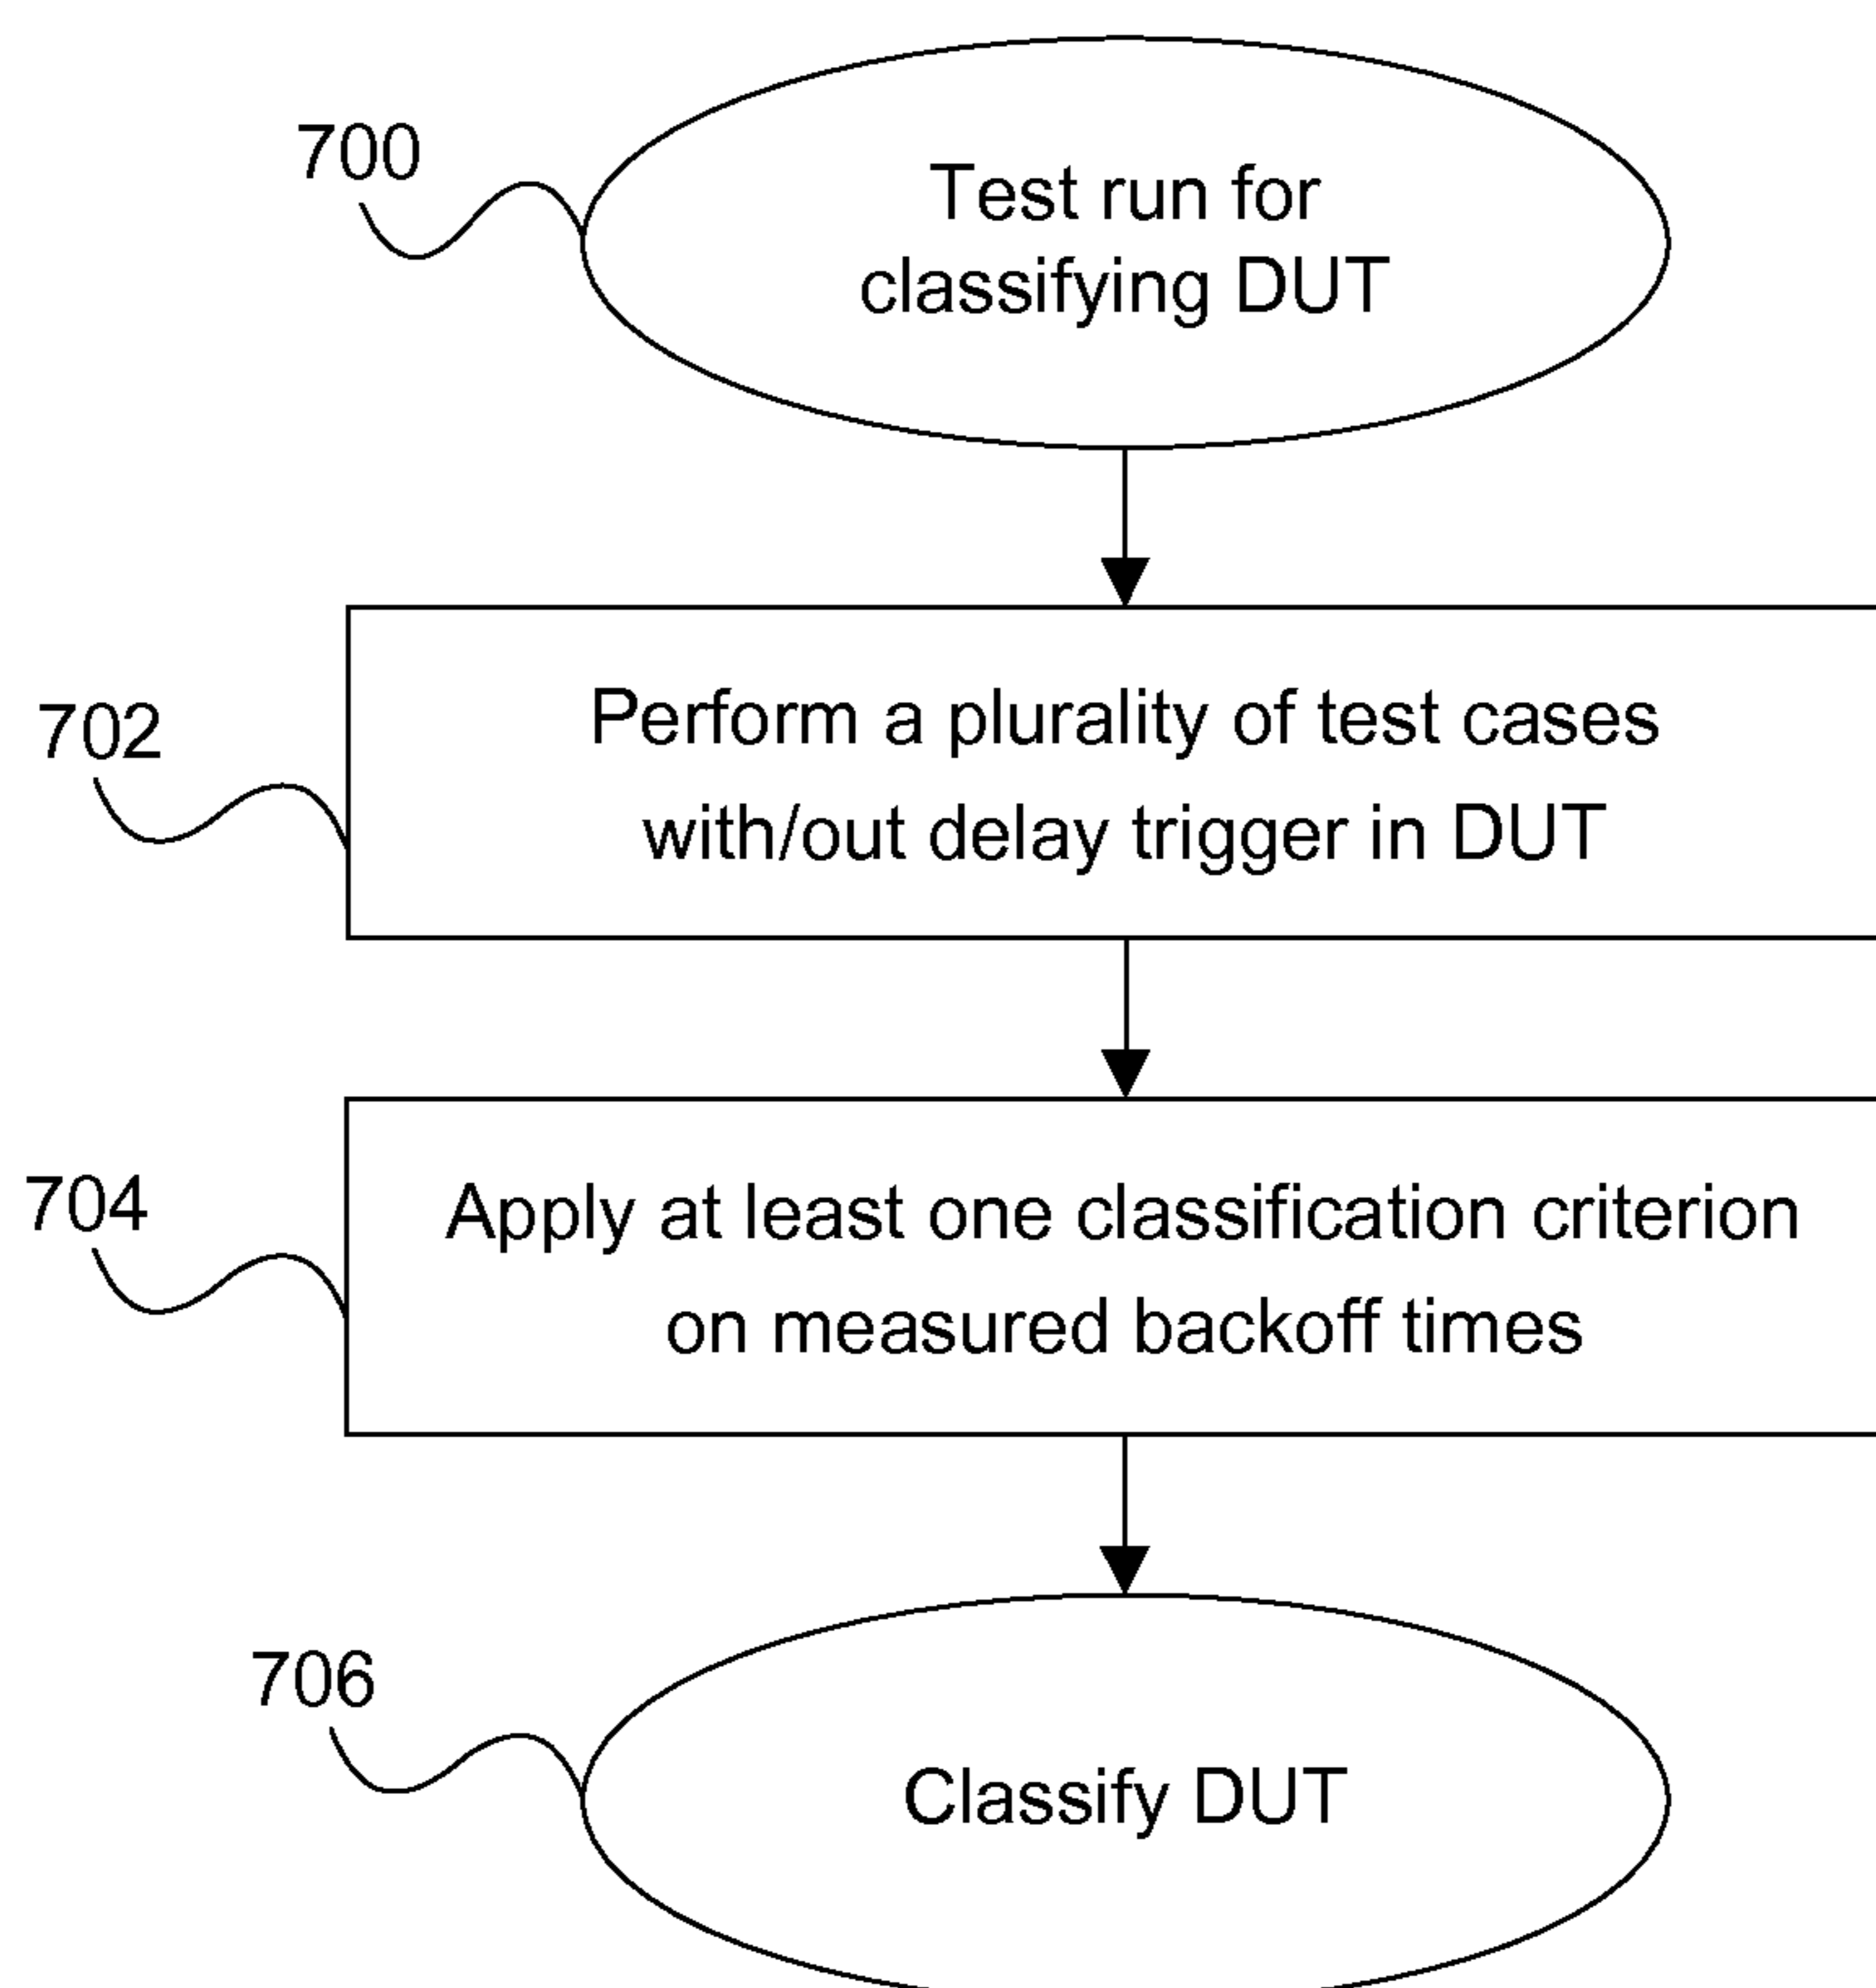 700
Test run for
classifying DUT
702
Perform a plurality of test cases
with/out delay trigger in DUT
704
Apply at least one classification criterion
on measured backoff times
706
Classify DUT